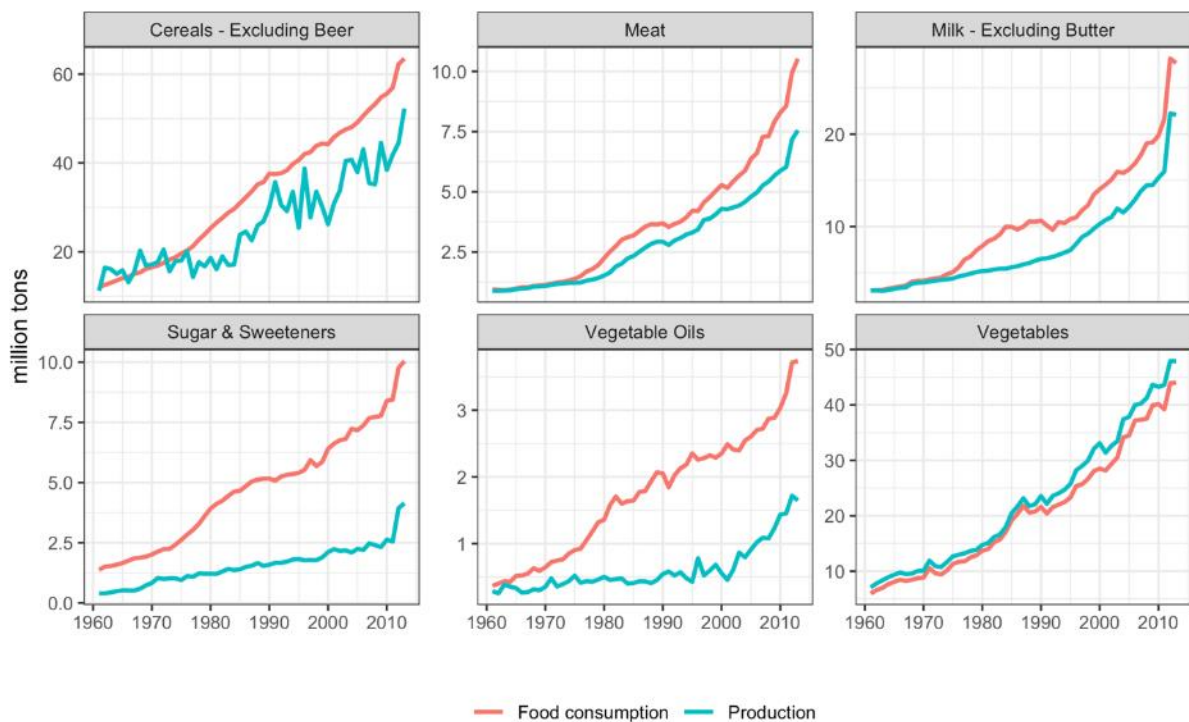 Cereals - Excluding Beer
Meat
Milk - Excluding Butter
60
40
20
10.0
7.5
5.0
2.5
20
10
million tons
Sugar & Sweeteners
Vegetable Oils
Vegetables
10.0
7.5
5.0
2.5
0.0
3
2
1
50
40
30
20
10
1960 1970 1980 1990 2000 2010
1960 1970 1980 1990 2000 2010
1960 1970 1980 1990 2000 2010
Food consumption
Production